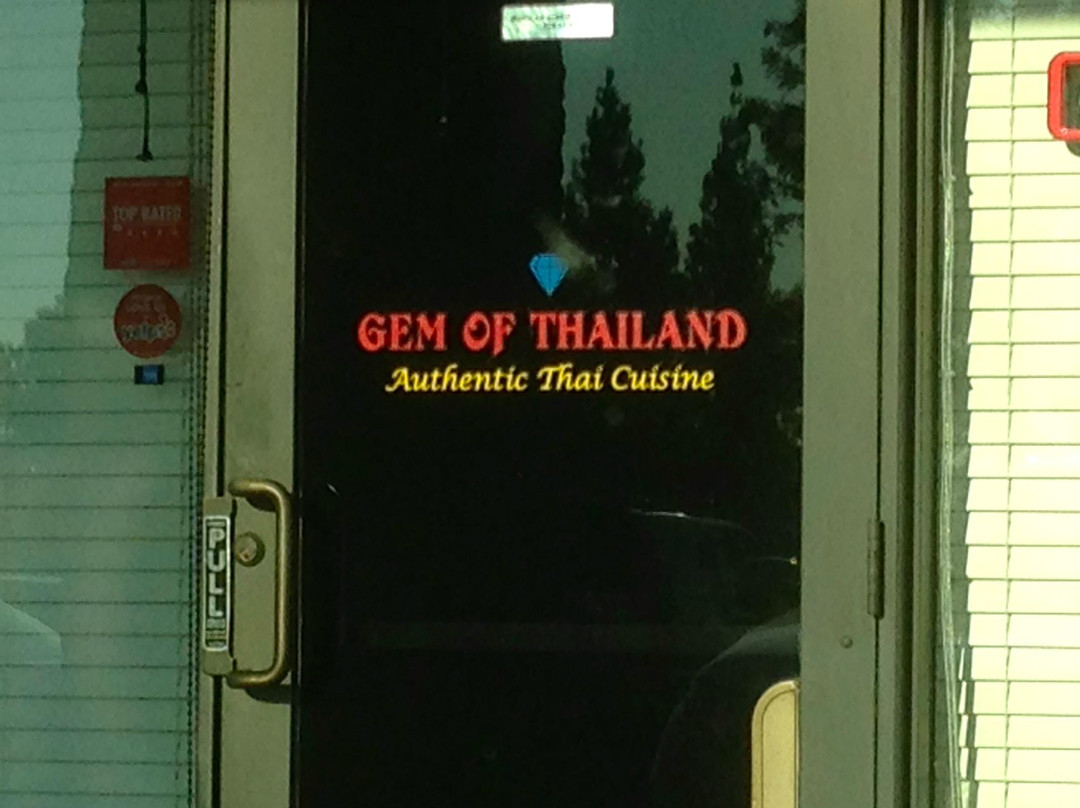 TOP RATED
GEM OF THAILAND
Authentic Thai Cuisine
PULL